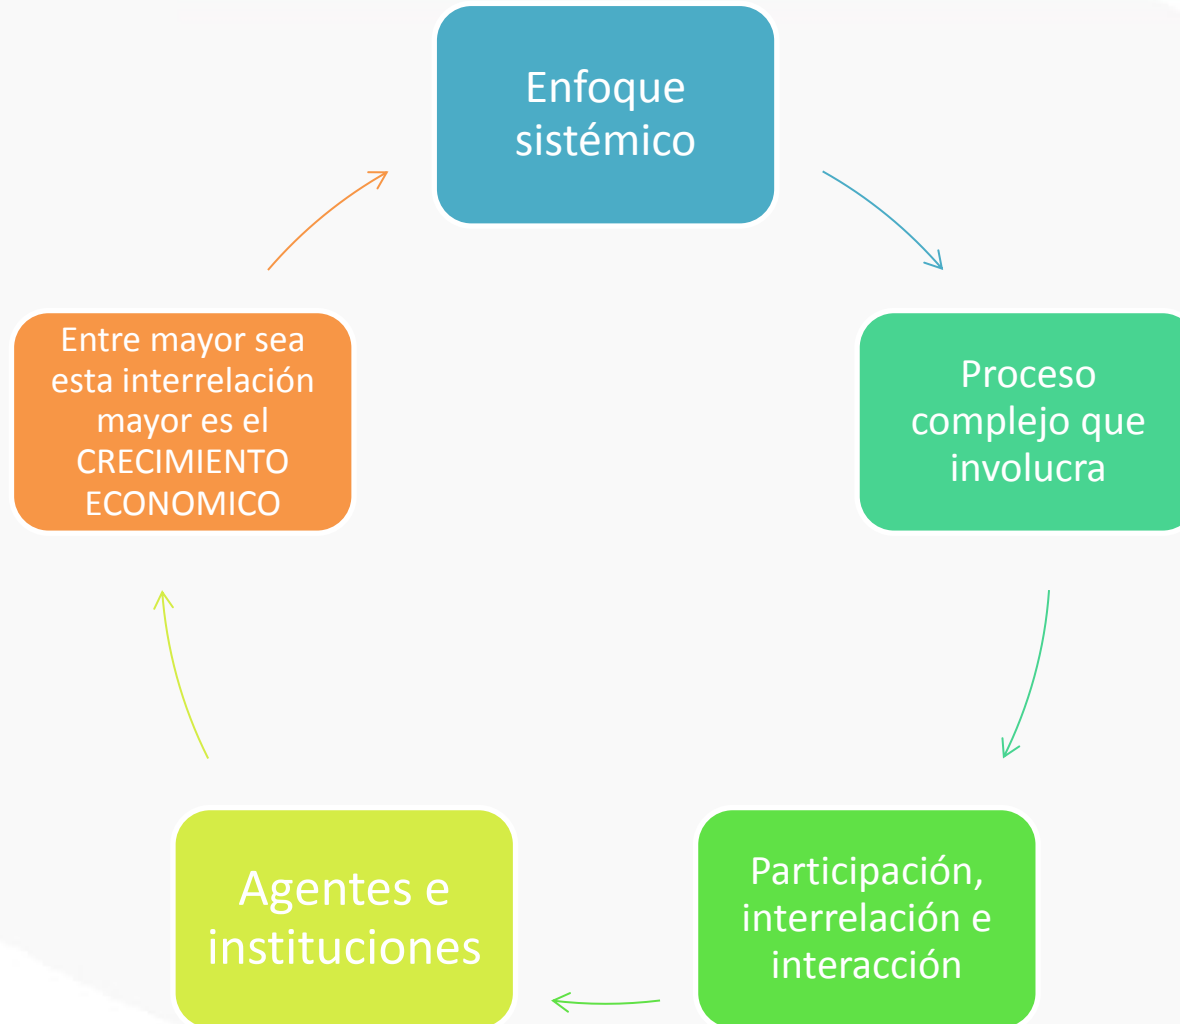 Enfoque
sistémico
Proceso
complejo que
involucra
Participación,
interrelación e
interacción
Agentes e
instituciones
Entre mayor sea
esta interrelación
mayor es el
CRECIMIENTO
ECONOMICO